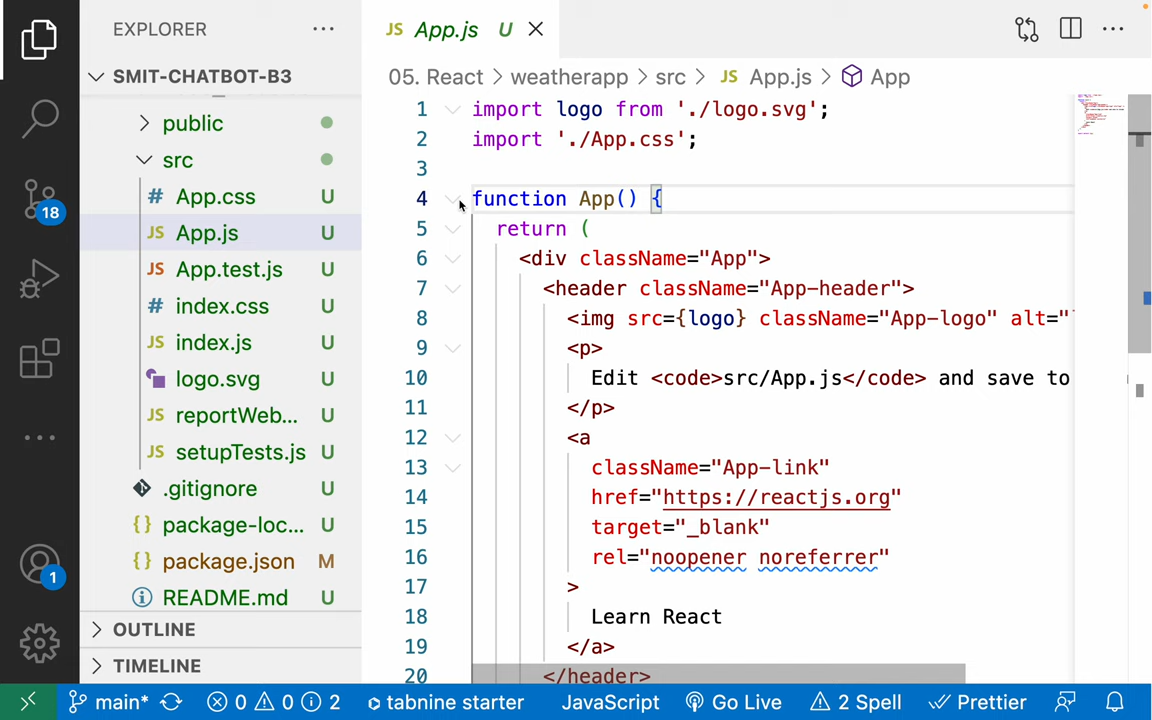 EXPLORER
SMIT-CHATBOT-B3
public
src
# App.css U
JS App.js U
JS App.test.js U
# index.css U
JS index.js U
logo.svg U
JS reportWeb... U
JS setupTests.js U
.gitignore U
{} package-loc... U
{} package.json M
README.md U
OUTLINE
TIMELINE
18
1
JS App.js U
05. React > weatherapp > src > JS App.js > App
1 import logo from './logo.svg';
2 import './App.css';
3
4 function App() {
5 return (
6 <div className="App">
7 <header className="App-header">
8 <img src={logo} className="App-logo" alt="
9 <p>
10 Edit <code>src/App.js</code> and save to
11 </p>
12 <a
13 className="App-link"
14 href="https://reactjs.org"
15 target="_blank"
16 rel="noopener noreferrer"
17 >
18 Learn React
19 </a>
20 </header>
main* 0 0 2 tabnine starter JavaScript Go Live 2 Spell Prettier